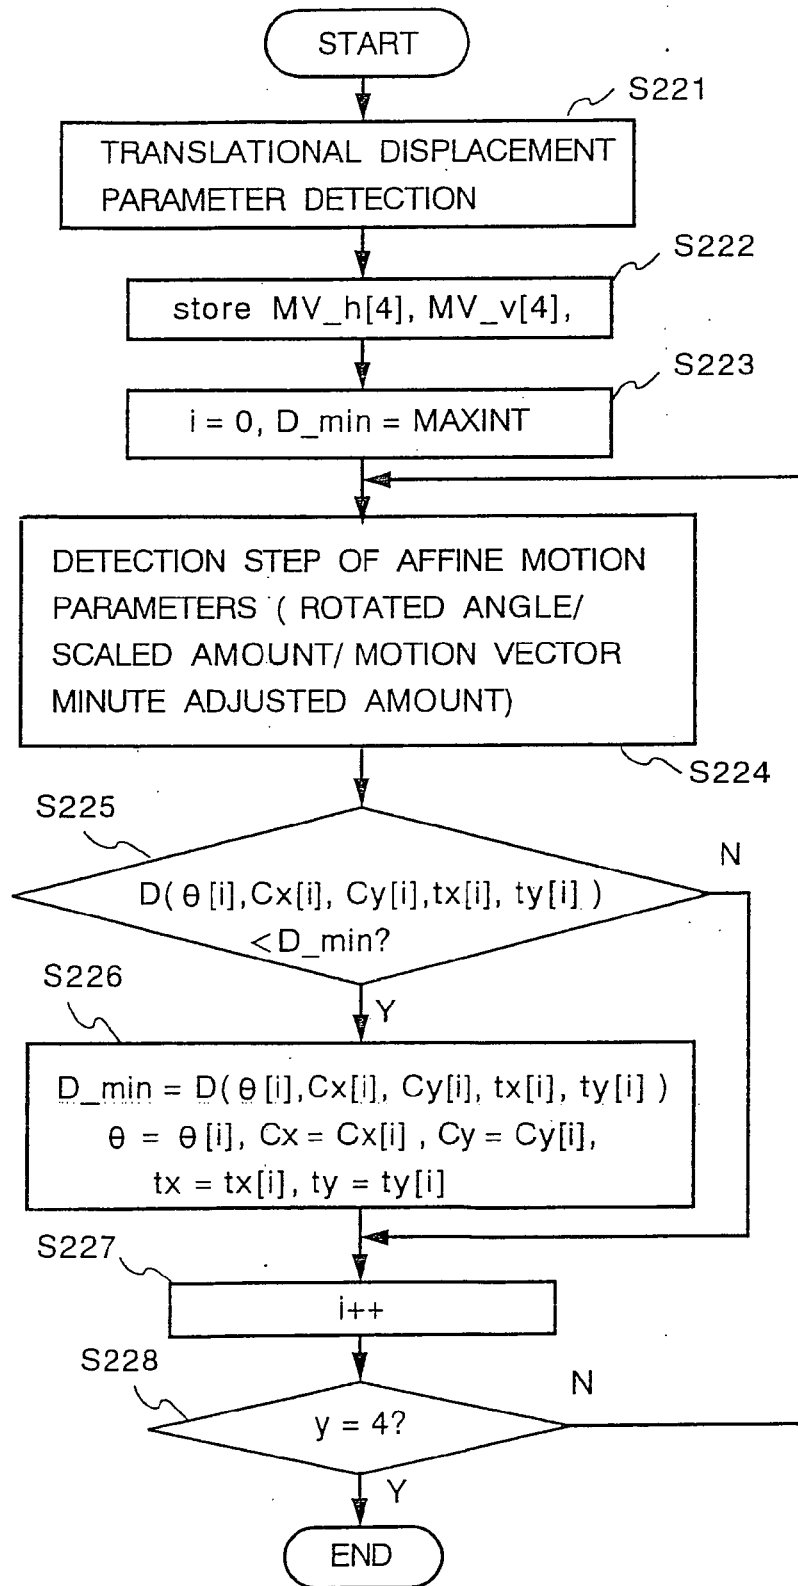 START
S221
TRANSLATIONAL DISPLACEMENT
PARAMETER DETECTION
S222
store MV_h[4], MV_v[4],
S223
i = 0, D_min = MAXINT
DETECTION STEP OF AFFINE MOTION
PARAMETERS ( ROTATED ANGLE/
SCALED AMOUNT/ MOTION VECTOR
MINUTE ADJUSTED AMOUNT)
S224
S225
N
D( θ [i],Cx[i], Cy[i],tx[i], ty[i] )
<D_min?
S226
Y
D_min = D( θ [i],Cx[i], Cy[i], tx[i], ty[i] )
θ = θ [i], Cx = Cx[i] , Cy = Cy[i],
tx = tx[i], ty = ty[i]
S227
i++
S228
N
y = 4?
Y
END